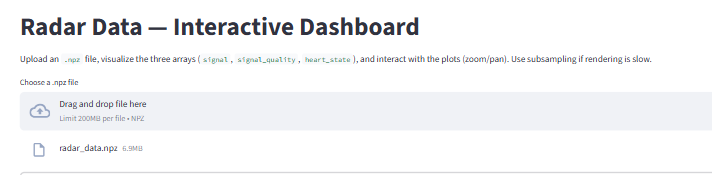 Radar Data — Interactive Dashboard
Upload an .npz file, visualize the three arrays ( signal , signal_quality , heart_state ), and interact with the plots (zoom/pan). Use subsampling if rendering is slow.
Choose a .npz file
Drag and drop file here
Limit 200MB per file • NPZ
radar_data.npz 6.9MB